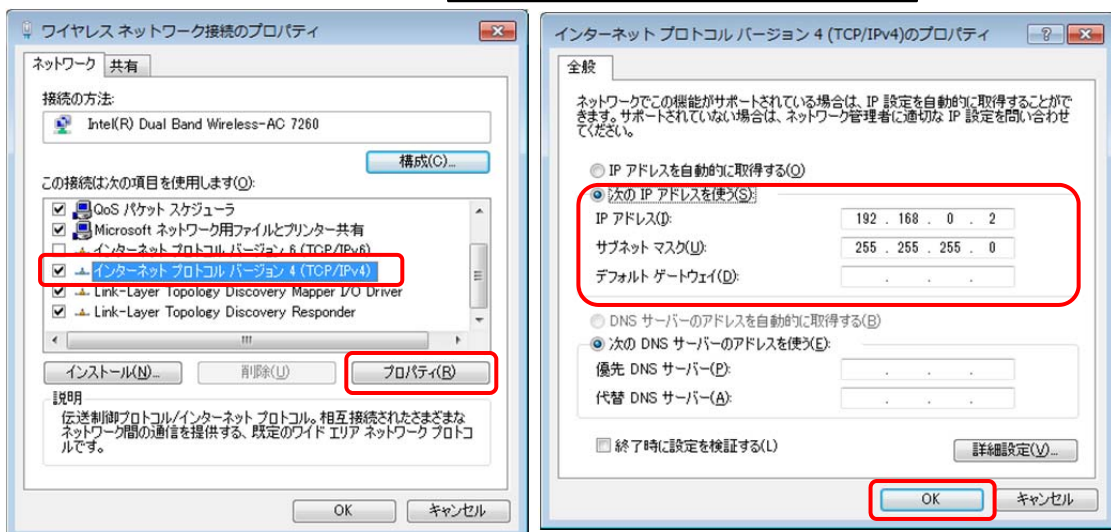 ワイヤレス ネットワーク接続のプロパティ
ネットワーク 共有
接続の方法:
Intel(R) Dual Band Wireless-AC 7260
構成(C)...
この接続は次の項目を使用します(O):
QoS パケット スケジューラ
Microsoft ネットワーク用ファイルとプリンター共有
インターネット プロトコル バージョン 6 (TCP/IPv6)
インターネット プロトコル バージョン 4 (TCP/IPv4)
Link-Layer Topology Discovery Mapper I/O Driver
Link-Layer Topology Discovery Responder
インストール(N)... 削除(U) プロパティ(R)
説明
伝送制御プロトコル/インターネット プロトコル。相互接続されたさまざまな
ネットワーク間の通信を提供する、既定のワイド エリア ネットワーク プロトコ
ルです。
OK キャンセル
インターネット プロトコル バージョン 4 (TCP/IPv4)のプロパティ
全般
ネットワークでこの機能がサポートされている場合は、IP 設定を自動的に取得することがで
きます。サポートされていない場合は、ネットワーク管理者に適切な IP 設定を問い合わせ
てください。
IP アドレスを自動的に取得する(O)
次の IP アドレスを使う(S):
IP アドレス(I): 192 . 168 . 0 . 2
サブネット マスク(U): 255 . 255 . 255 . 0
デフォルト ゲートウェイ(D): . . .
DNS サーバーのアドレスを自動的に取得する(B)
次の DNS サーバーのアドレスを使う(E):
優先 DNS サーバー(P): . . .
代替 DNS サーバー(A): . . .
終了時に設定を検証する(L)
詳細設定(V)...
OK キャンセル